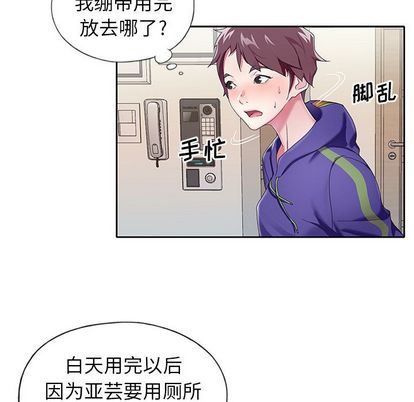 我绷带用完
放去哪了?
脚乱
手忙
白天用完以后
因为亚芸要用厕所